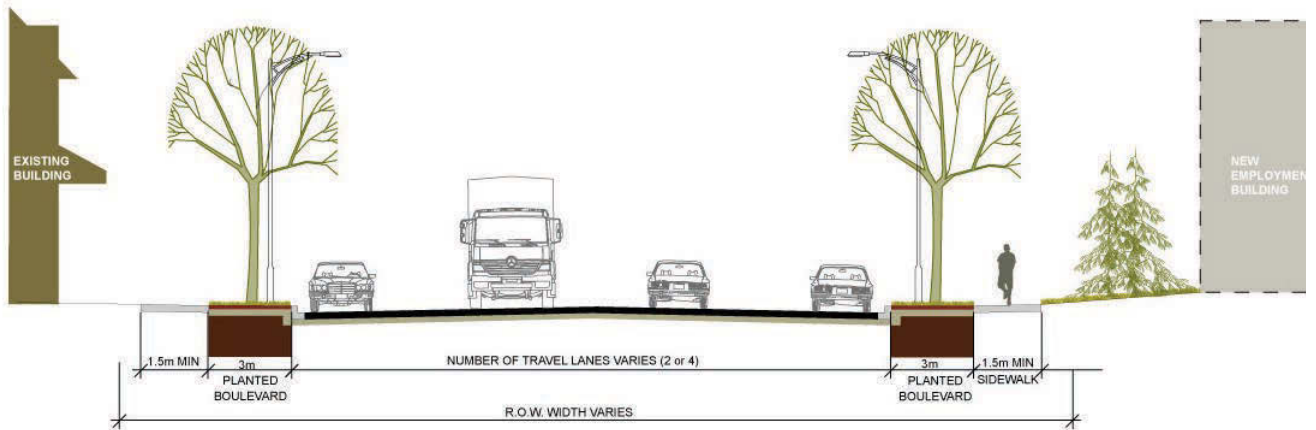 EXISTING
BUILDING
NEW
EMPLOYMEN
BUILDING
1.5m MIN
3m
PLANTED
BOULEVARD
NUMBER OF TRAVEL LANES VARIES (2 or 4)
3m
PLANTED
BOULEVARD
1.5m MIN
SIDEWALK
R.O.W. WIDTH VARIES